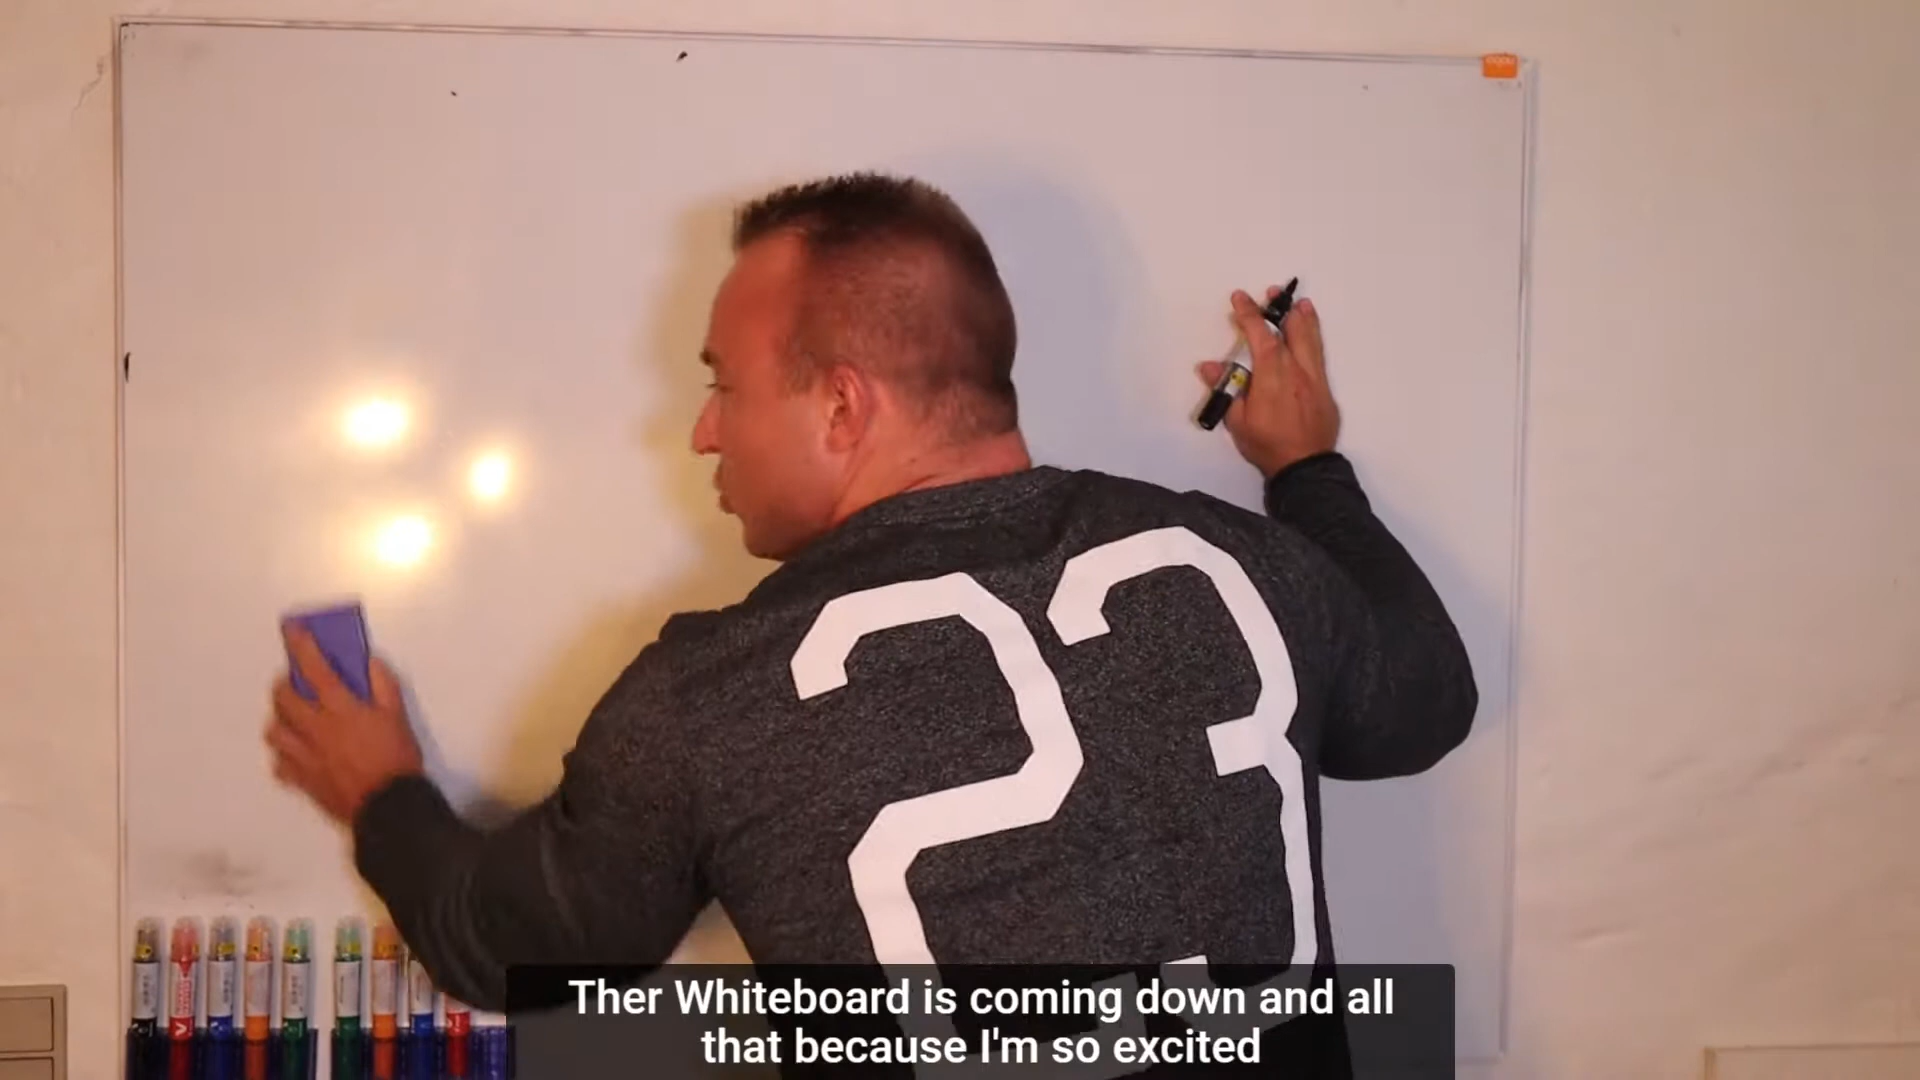 23
Ther Whiteboard is coming down and all
that because I'm so excited